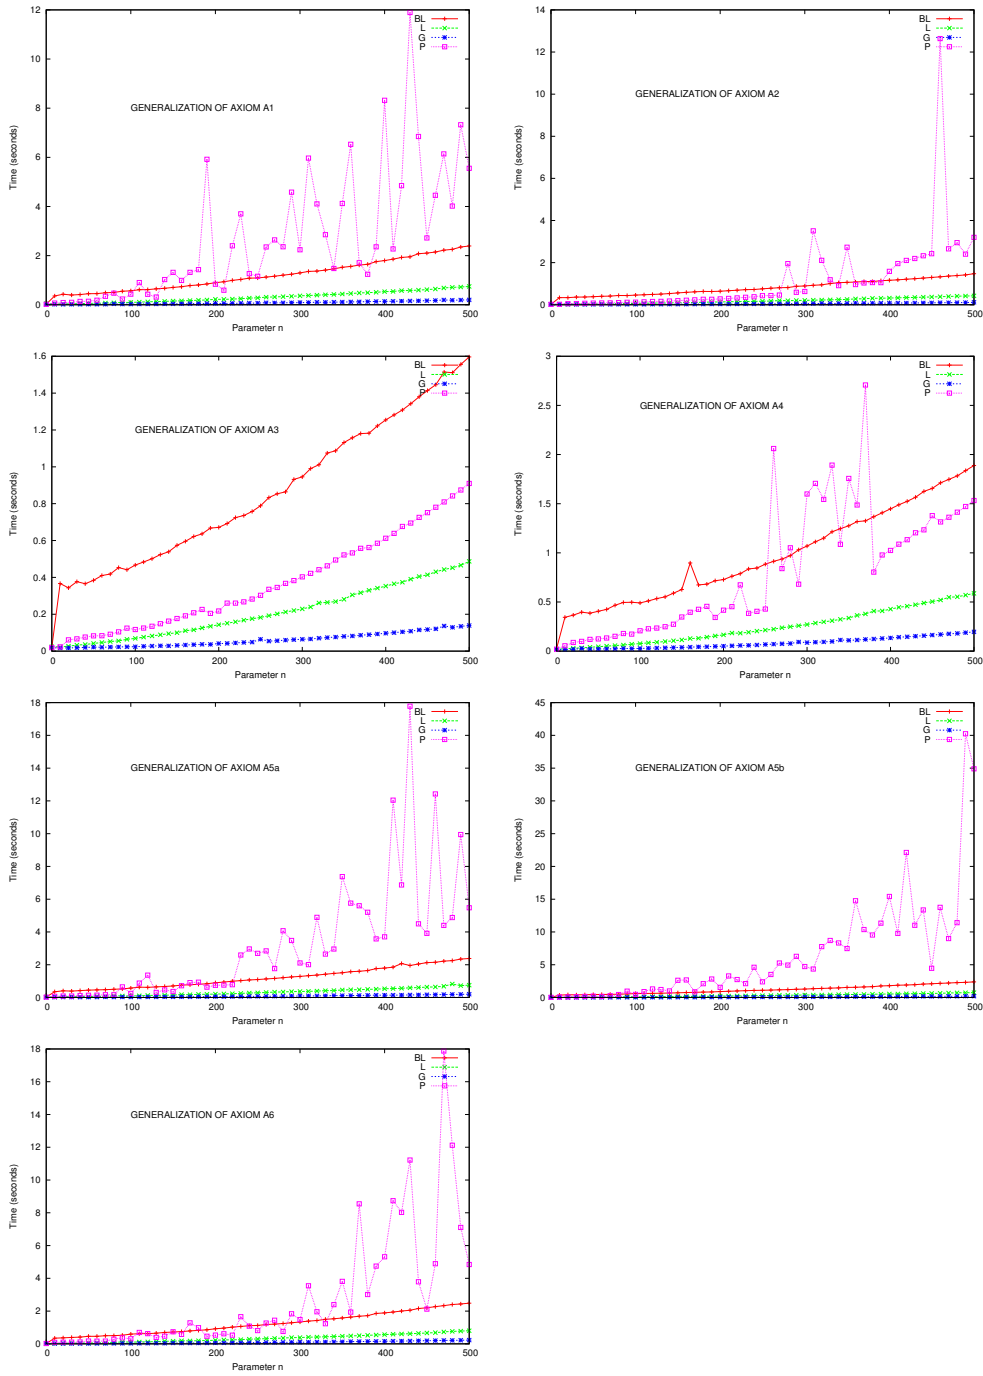 GENERALIZATION OF AXIOM A1
Time (seconds)
12
10
8
6
4
2
0
0 100 200 300 400 500
Parameter n
BL
L
G
P
GENERALIZATION OF AXIOM A2
Time (seconds)
14
12
10
8
6
4
2
0
0 100 200 300 400 500
Parameter n
BL
L
G
P
GENERALIZATION OF AXIOM A3
Time (seconds)
1.6
1.4
1.2
1
0.8
0.6
0.4
0.2
0
0 100 200 300 400 500
Parameter n
BL
L
G
P
GENERALIZATION OF AXIOM A4
Time (seconds)
3
2.5
2
1.5
1
0.5
0
0 100 200 300 400 500
Parameter n
BL
L
G
P
GENERALIZATION OF AXIOM A5a
Time (seconds)
18
16
14
12
10
8
6
4
2
0
0 100 200 300 400 500
Parameter n
BL
L
G
P
GENERALIZATION OF AXIOM A5b
Time (seconds)
45
40
35
30
25
20
15
10
5
0
0 100 200 300 400 500
Parameter n
BL
L
G
P
GENERALIZATION OF AXIOM A6
Time (seconds)
18
16
14
12
10
8
6
4
2
0
0 100 200 300 400 500
Parameter n
BL
L
G
P